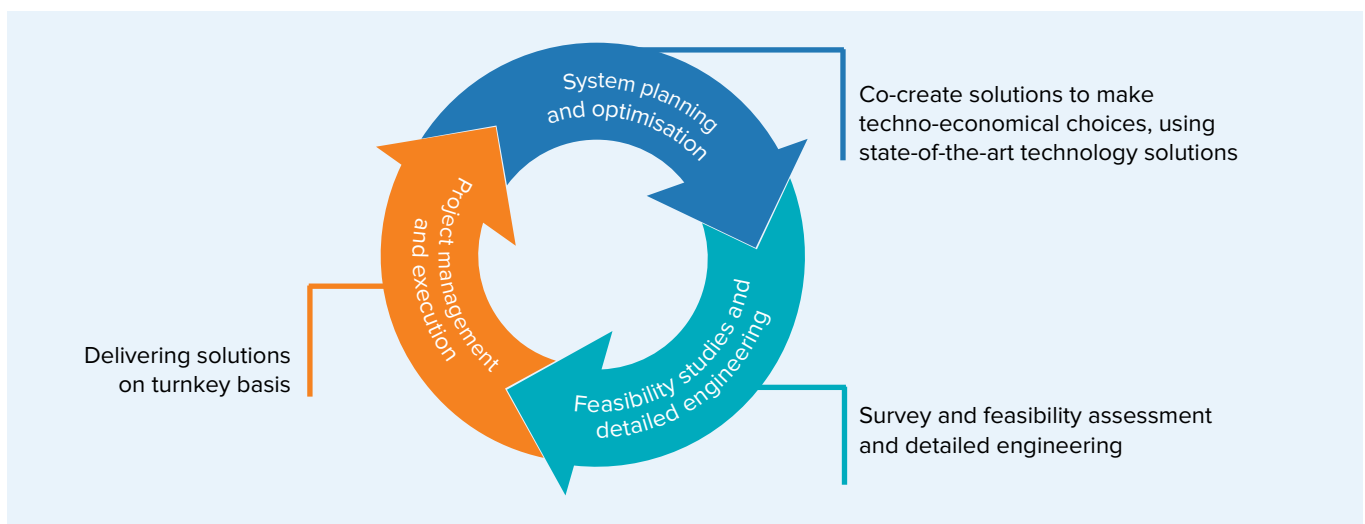 System planning
and optimisation
Co-create solutions to make
techno-economical choices, using
state-of-the-art technology solutions
Feasibility studies and
detailed engineering
Survey and feasibility assessment
and detailed engineering
Project management
and execution
Delivering solutions
on turnkey basis